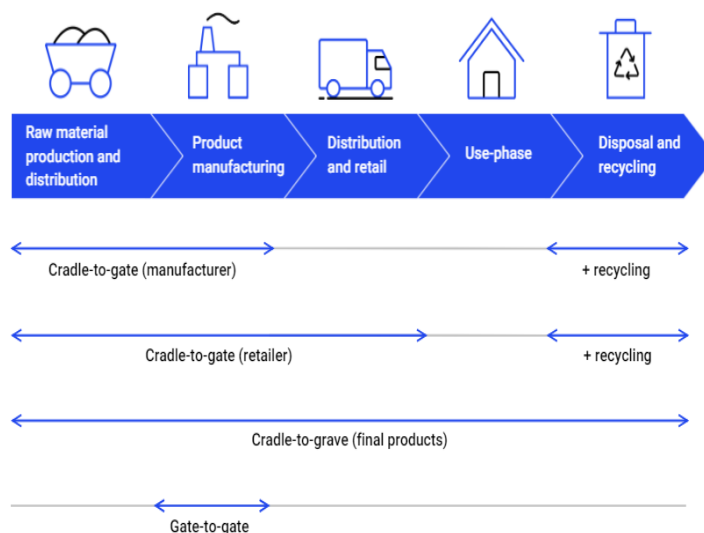 Raw material
production and
distribution
Product
manufacturing
Distribution
and retail
Use-phase
Disposal and
recycling
Cradle-to-gate (manufacturer)
+ recycling
Cradle-to-gate (retailer)
+ recycling
Cradle-to-grave (final products)
Gate-to-gate